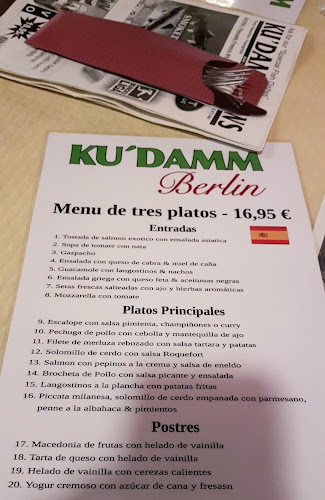 KU'DAMM
KU´DAMM
Berlin
Menu de tres platos - 16,95 €
Entradas
1. Tostada de salmon exotico con ensalada asiatica
2. Sopa de tomate con nata
3. Gazpacho
4. Ensalada con queso de cabra & miel de caña
5. Guacamole con langostinos & nachos
6. Ensalada griega con queso feta & aceitunas negras
7. Setas frescas salteadas con ajo y hierbas aromáticas
8. Mozzarella con tomate
Platos Principales
9. Escalope con salsa pimienta, champiñones o curry
10. Pechuga de pollo con cebolla y mantequilla de ajo
11. Filete de merluza rebozado con salsa tartara y patatas
12. Solomillo de cerdo con salsa Roquefort
13. Salmon con pepinos a la crema y salsa de eneldo
14. Brocheta de Pollo con salsa picante y ensalada
15. Langostinos a la plancha con patatas fritas
16. Piccata milanesa, solomillo de cerdo empanada con parmesano,
penne a la albahaca & pimientos
Postres
17. Macedonia de frutas con helado de vainilla
18. Tarta de queso con helado de vainilla
19. Helado de vainilla con cerezas calientes
20. Yogur cremoso con azúcar de cana y fresasn